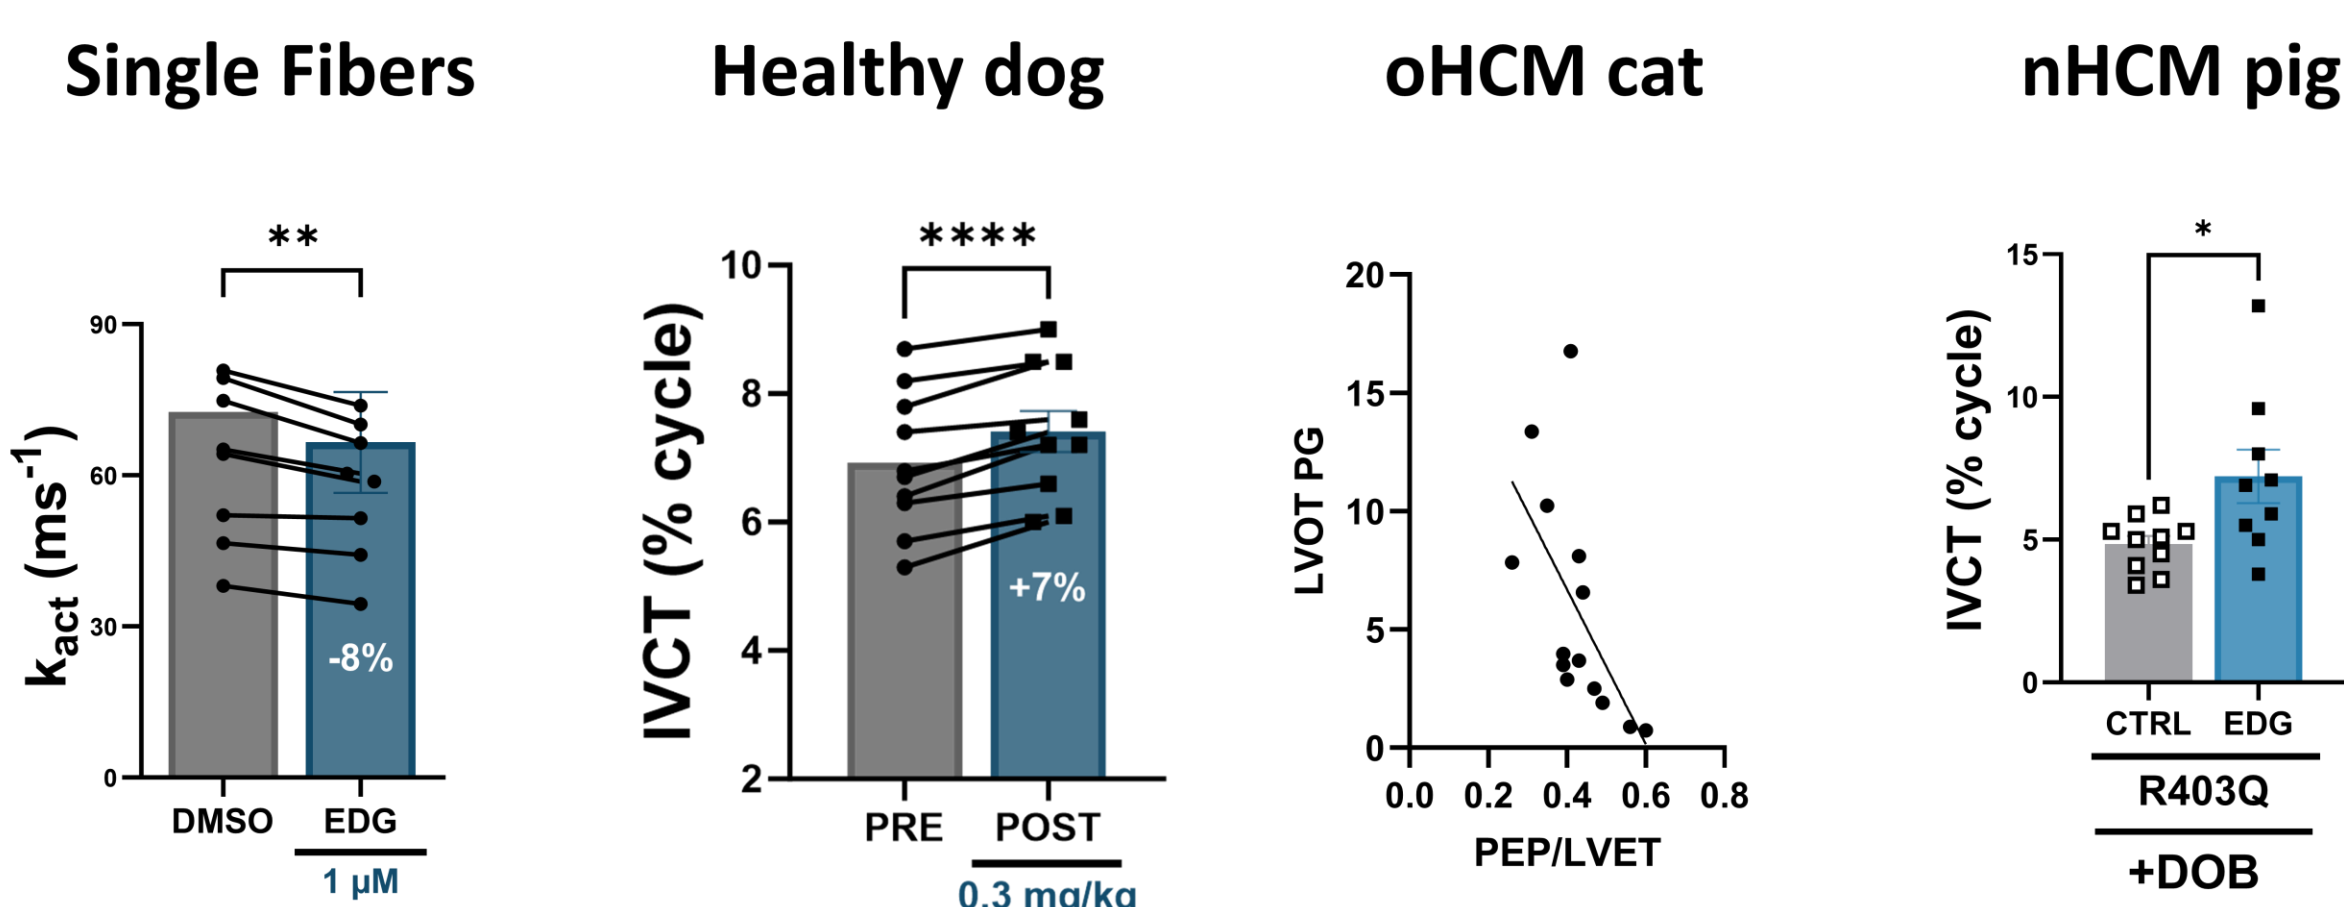 Single Fibers
**
90
60
30
0
kact (ms-1)
-8%
DMSO EDG
1 µM
Healthy dog
****
10
8
6
4
2
IVCT (% cycle)
+7%
PRE POST
0.3 mg/kg
oHCM cat
20
15
10
5
0
LVOT PG
0.0 0.2 0.4 0.6 0.8
PEP/LVET
nHCM pig
*
15
10
5
0
IVCT (% cycle)
CTRL EDG
R403Q
+DOB